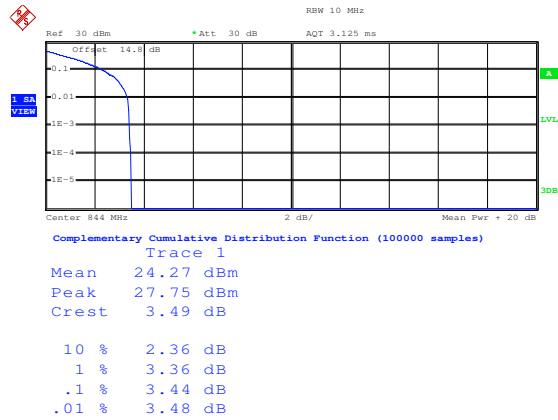 R S
RBW 10 MHz
Ref 30 dBm * Att 30 dB AQT 3.125 ms
Offset 14.8 dB
0.1
A
1 SA
VIEW
0.01
1E-3
LVL
1E-4
1E-5
3DB
Center 844 MHz 2 dB/ Mean Pwr + 20 dB
Complementary Cumulative Distribution Function (100000 samples)
Trace 1
Mean 24.27 dBm
Peak 27.75 dBm
Crest 3.49 dB
10 % 2.36 dB
1 % 3.36 dB
.1 % 3.44 dB
.01 % 3.48 dB